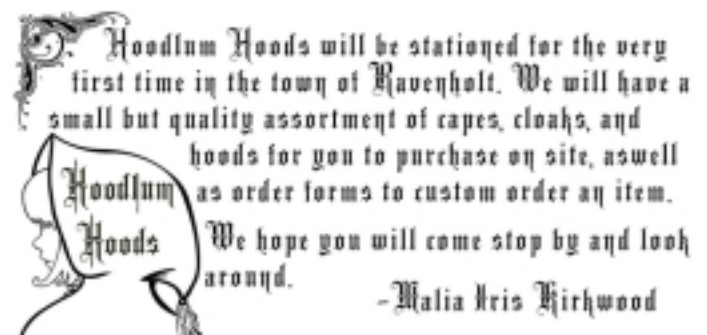 Hoodlum Hoods will be stationed for the very
first time in the town of Ravenholt. We will have a
small but quality assortment of capes, cloaks, and
hoods for you to purchase on site, aswell
as order forms to custom order an item.
We hope you will come stop by and look
around.
-Malia Iris Kirkwood
Hoodlum
Hoods